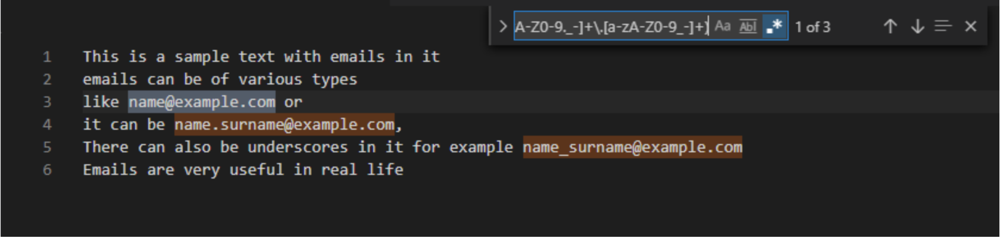 A-Z0-9._-]+\.[a-zA-Z0-9_-]+) Aa Abl .* 1 of 3
1 This is a sample text with emails in it
2 emails can be of various types
3 like name@example.com or
4 it can be name.surname@example.com,
5 There can also be underscores in it for example name_surname@example.com
6 Emails are very useful in real life